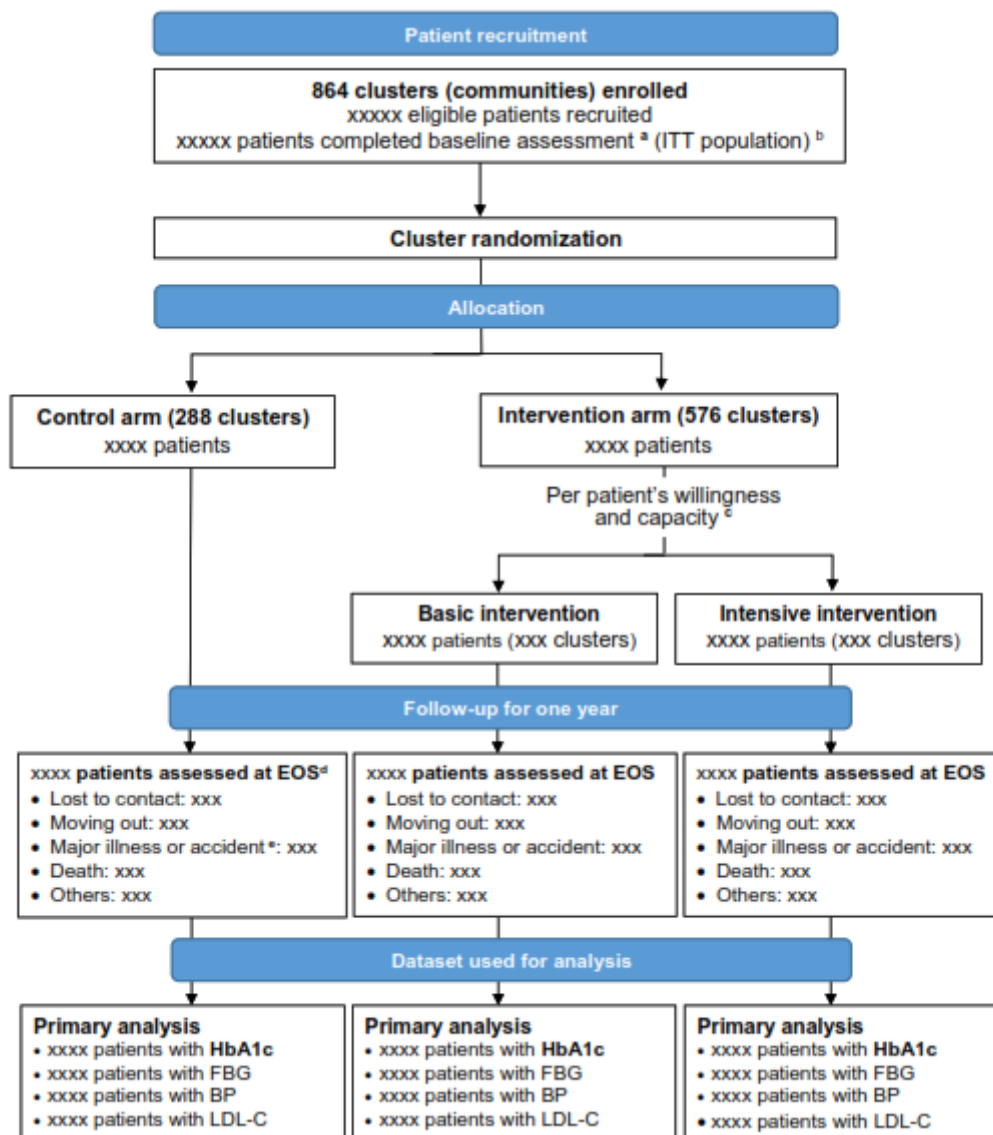 Patient recruitment
864 clusters (communities) enrolled
xxxxx eligible patients recruited
xxxxx patients completed baseline assessment a (ITT population) b
Cluster randomization
Allocation
Control arm (288 clusters)
xxxx patients
Intervention arm (576 clusters)
xxxx patients
Per patient's willingness
and capacity c
Basic intervention
xxxx patients (xxx clusters)
Intensive intervention
xxxx patients (xxx clusters)
Follow-up for one year
xxxx patients assessed at EOSd
• Lost to contact: xxx
• Moving out: xxx
• Major illness or accident e: xxx
• Death: xxx
• Others: xxx
xxxx patients assessed at EOS
• Lost to contact: xxx
• Moving out: xxx
• Major illness or accident: xxx
• Death: xxx
• Others: xxx
xxxx patients assessed at EOS
• Lost to contact: xxx
• Moving out: xxx
• Major illness or accident: xxx
• Death: xxx
• Others: xxx
Dataset used for analysis
Primary analysis
• xxxx patients with HbA1c
• xxxx patients with FBG
• xxxx patients with BP
• xxxx patients with LDL-C
Primary analysis
• xxxx patients with HbA1c
• xxxx patients with FBG
• xxxx patients with BP
• xxxx patients with LDL-C
Primary analysis
• xxxx patients with HbA1c
• xxxx patients with FBG
• xxxx patients with BP
• xxxx patients with LDL-C